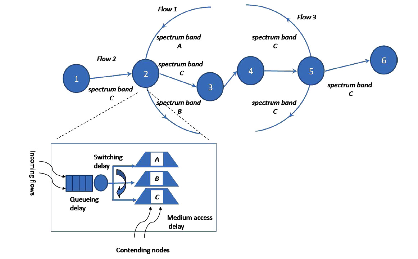 Flow 1
Flow 3
spectrum band
A
spectrum band
C
Flow 2
spectrum band
C
1
2
3
4
5
6
spectrum band
C
spectrum band
B
spectrum band
C
spectrum band
C
Incoming flows
Switching
delay
A
B
C
Queueing
delay
Medium access
delay
Contending nodes